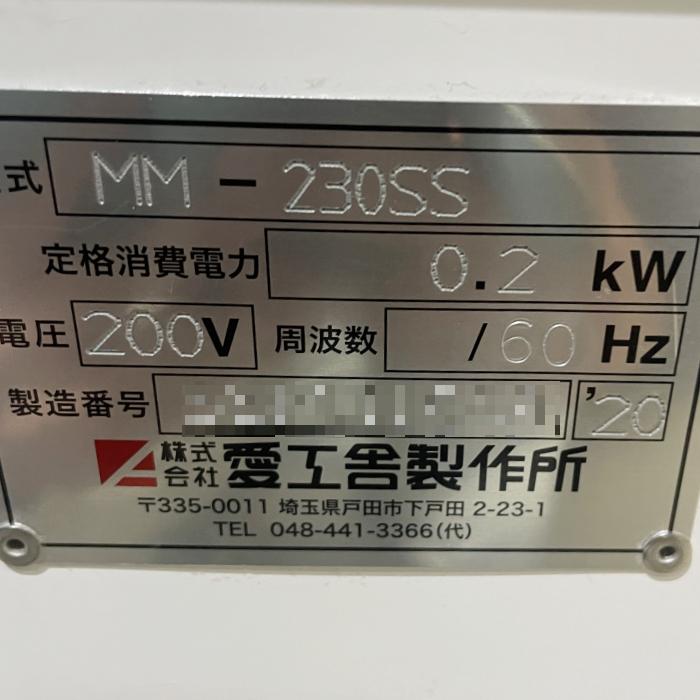 式 MM-230SS
定格消費電力 0.2 kW
電圧 200V 周波数 /60 Hz
製造番号 '20
株式会社 愛工舎製作所
〒335-0011 埼玉県戸田市下戸田 2-23-1
TEL 048-441-3366(代)